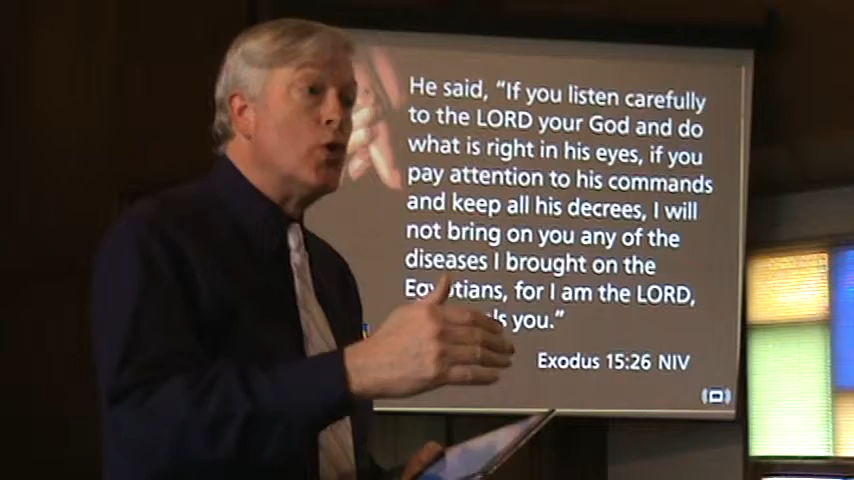 He said, “If you listen carefully
to the LORD your God and do
what is right in his eyes, if you
pay attention to his commands
and keep all his decrees, I will
not bring on you any of the
diseases I brought on the
Egyptians, for I am the LORD,
you.”
Exodus 15:26 NIV